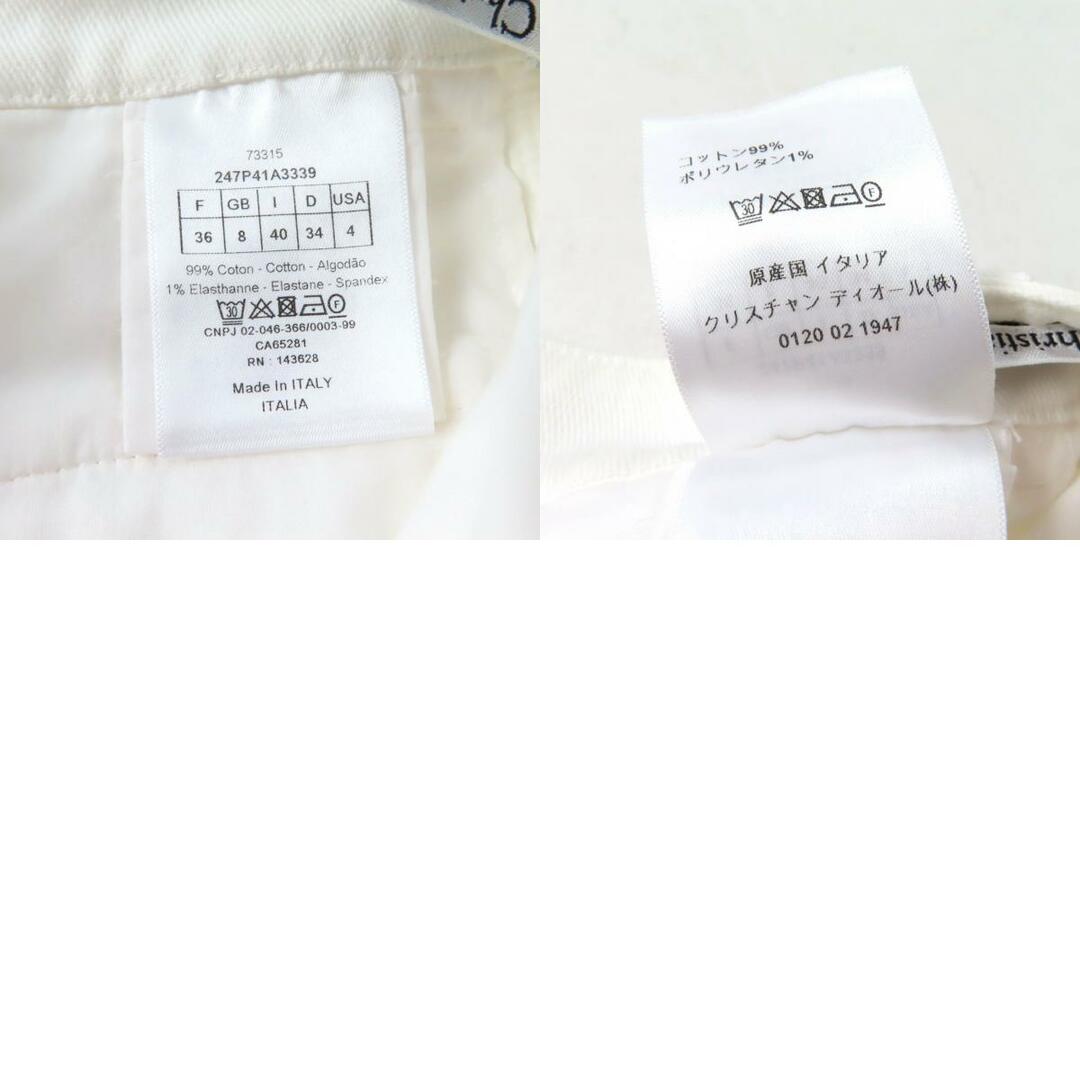 73315
247P41A3339
F GB I D USA
36 8 40 34 4
99% Coton - Cotton - Algodão
1% Elasthanne - Elastane - Spandex
30 F
CNPJ 02-046-366/0003-99
CA65281
RN : 143628
Made In ITALY
ITALIA
コットン99%
ポリウレタン1%
30 F
原産国 イタリア
クリスチャン ディオール(株)
0120 02 1947